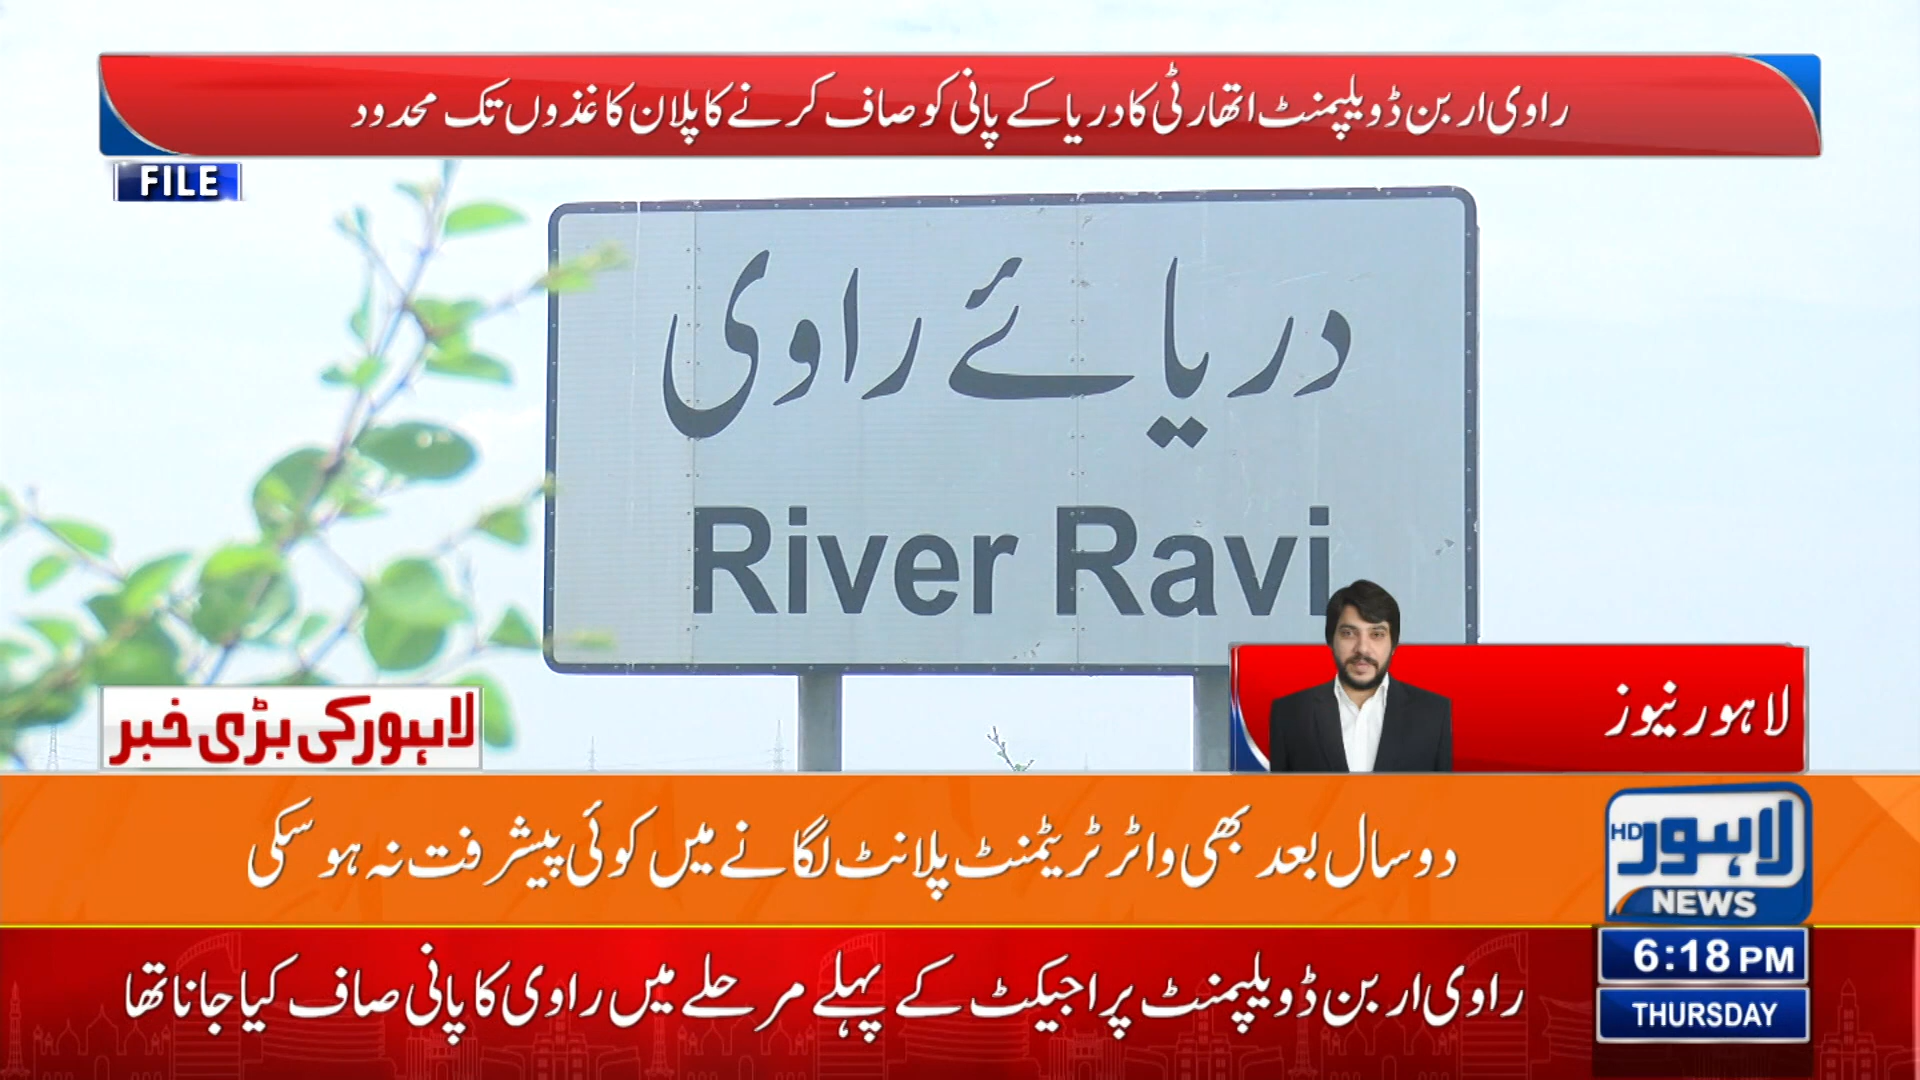 راوی اربن ڈویلپمنٹ اتھارٹی کا دریا کے پانی کو صاف کرنے کا پلان کاغذوں تک محدود
FILE
دریائے راوی
River Ravi
لاہور نیوز
لاہور کی بڑی خبر
دو سال بعد بھی واٹر ٹریٹمنٹ پلانٹ لگانے میں کوئی پیشرفت نہ ہو سکی
لاہور HD
NEWS
راوی اربن ڈویلپمنٹ پراجیکٹ کے پہلے مرحلے میں راوی کا پانی صاف کیا جانا تھا
6:18 PM
THURSDAY